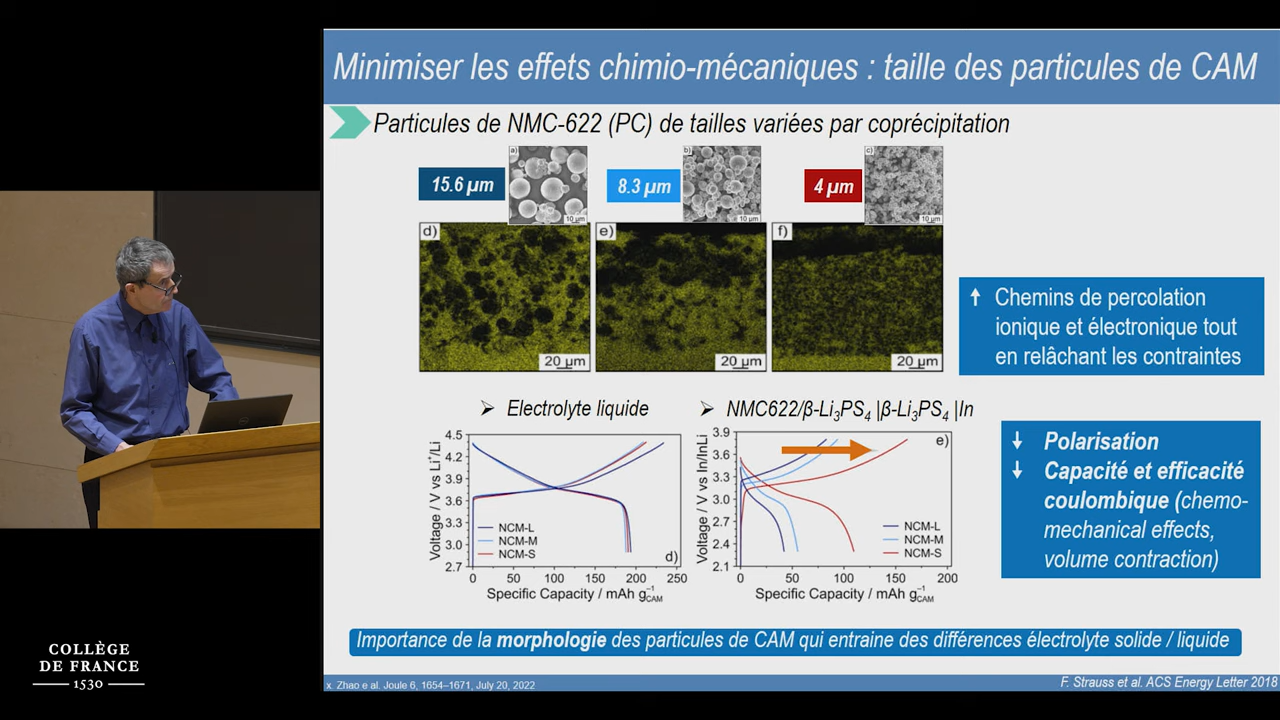 Minimiser les effets chimio-mécaniques : taille des particules de CAM
Particules de NMC-622 (PC) de tailles variées par coprécipitation
15.6 µm
a)
10 µm
8.3 µm
b)
10 µm
4 µm
c)
10 µm
d)
20 µm
e)
20 µm
f)
20 µm
Chemins de percolation
ionique et électronique tout
en relâchant les contraintes
Electrolyte liquide
NMC622/β-Li3PS4 |β-Li3PS4 |In
4.5
4.2
3.9
3.6
3.3
3.0
2.7
Voltage / V vs Li+/Li
NCM-L
NCM-M
NCM-S
d)
0
50
100
150
200
250
Specific Capacity / mAh g-1CAM
3.9
3.6
3.3
3.0
2.7
2.4
2.1
Voltage / V vs In/InLi
e)
NCM-L
NCM-M
NCM-S
0
50
100
150
200
Specific Capacity / mAh g-1CAM
Polarisation
Capacité et efficacité
coulombique (chemo-
mechanical effects,
volume contraction)
Importance de la morphologie des particules de CAM qui entraine des différences électrolyte solide / liquide
x. Zhao e al. Joule 6, 1654–1671, July 20, 2022
F. Strauss et al. ACS Energy Letter 2018
COLLÈGE
DE FRANCE
1530